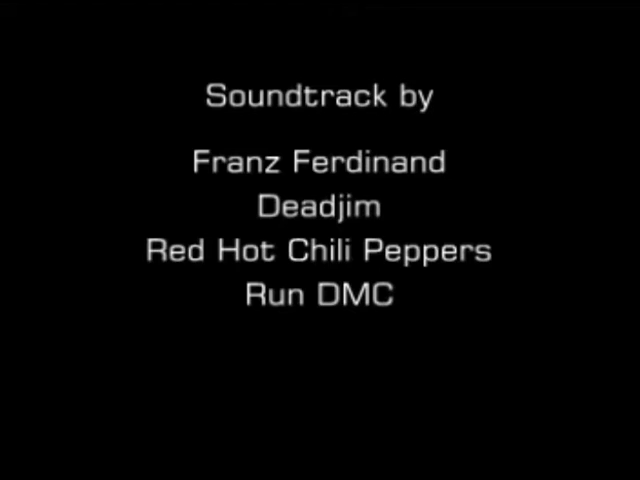 Soundtrack by
Franz Ferdinand
Deadjim
Red Hot Chili Peppers
Run DMC